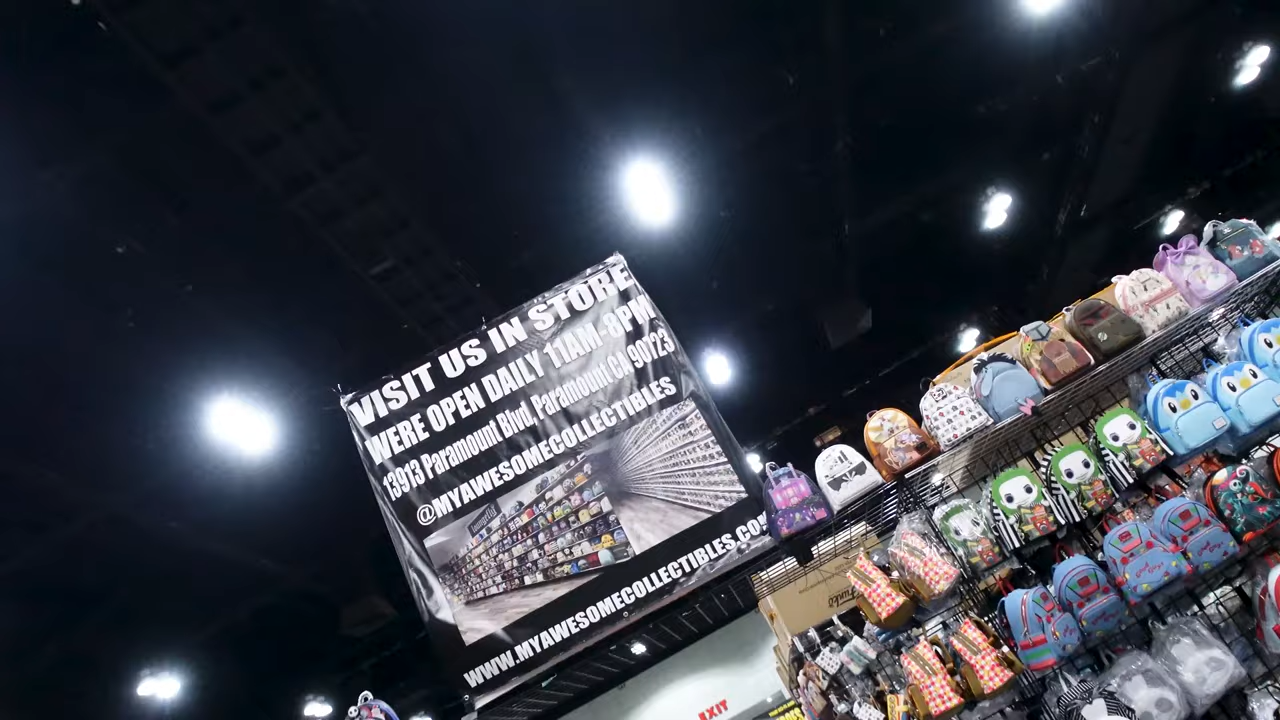 VISIT US IN STORE
WERE OPEN DAILY 11AM-8PM
13913 Paramount Blvd, Paramount CA 90723
@MYAWESOMECOLLECTIBLES
WWW.MYAWESOMECOLLECTIBLES.CO
Funko
EXIT